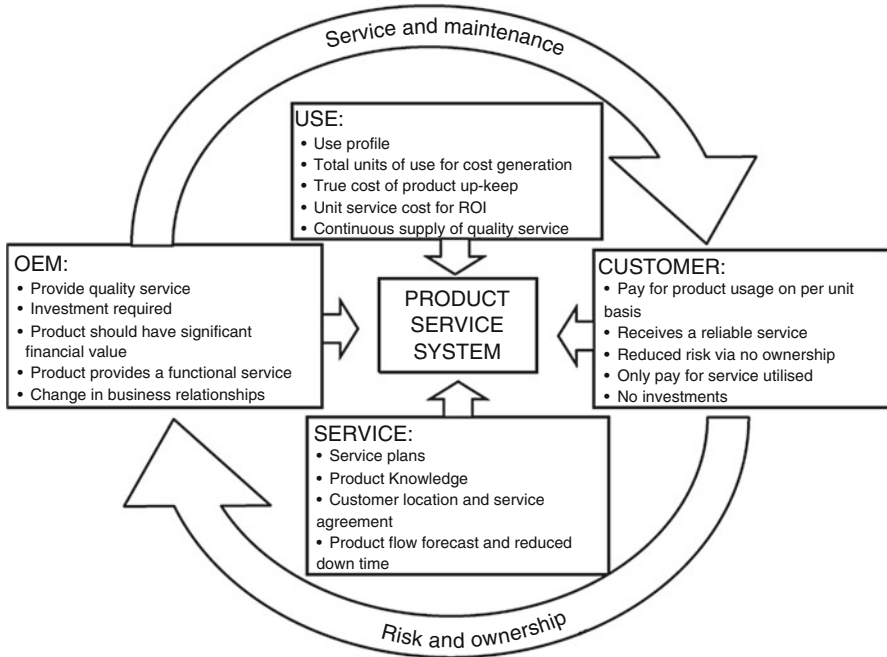 Service and maintenance
USE:
• Use profile
• Total units of use for cost generation
• True cost of product up-keep
• Unit service cost for ROI
• Continuous supply of quality service
OEM:
• Provide quality service
• Investment required
• Product should have significant
financial value
• Product provides a functional service
• Change in business relationships
PRODUCT
SERVICE
SYSTEM
CUSTOMER:
• Pay for product usage on per unit
basis
• Receives a reliable service
• Reduced risk via no ownership
• Only pay for service utilised
• No investments
SERVICE:
• Service plans
• Product Knowledge
• Customer location and service
agreement
• Product flow forecast and reduced
down time
Risk and ownership